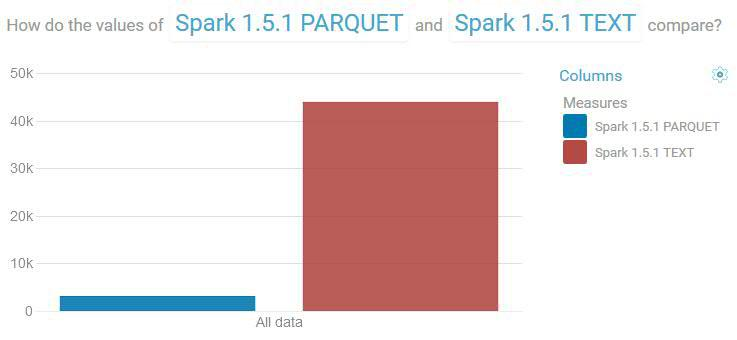 How do the values of Spark 1.5.1 PARQUET and Spark 1.5.1 TEXT compare?
50k
40k
30k
20k
10k
0
All data
Columns
Measures
Spark 1.5.1 PARQUET
Spark 1.5.1 TEXT